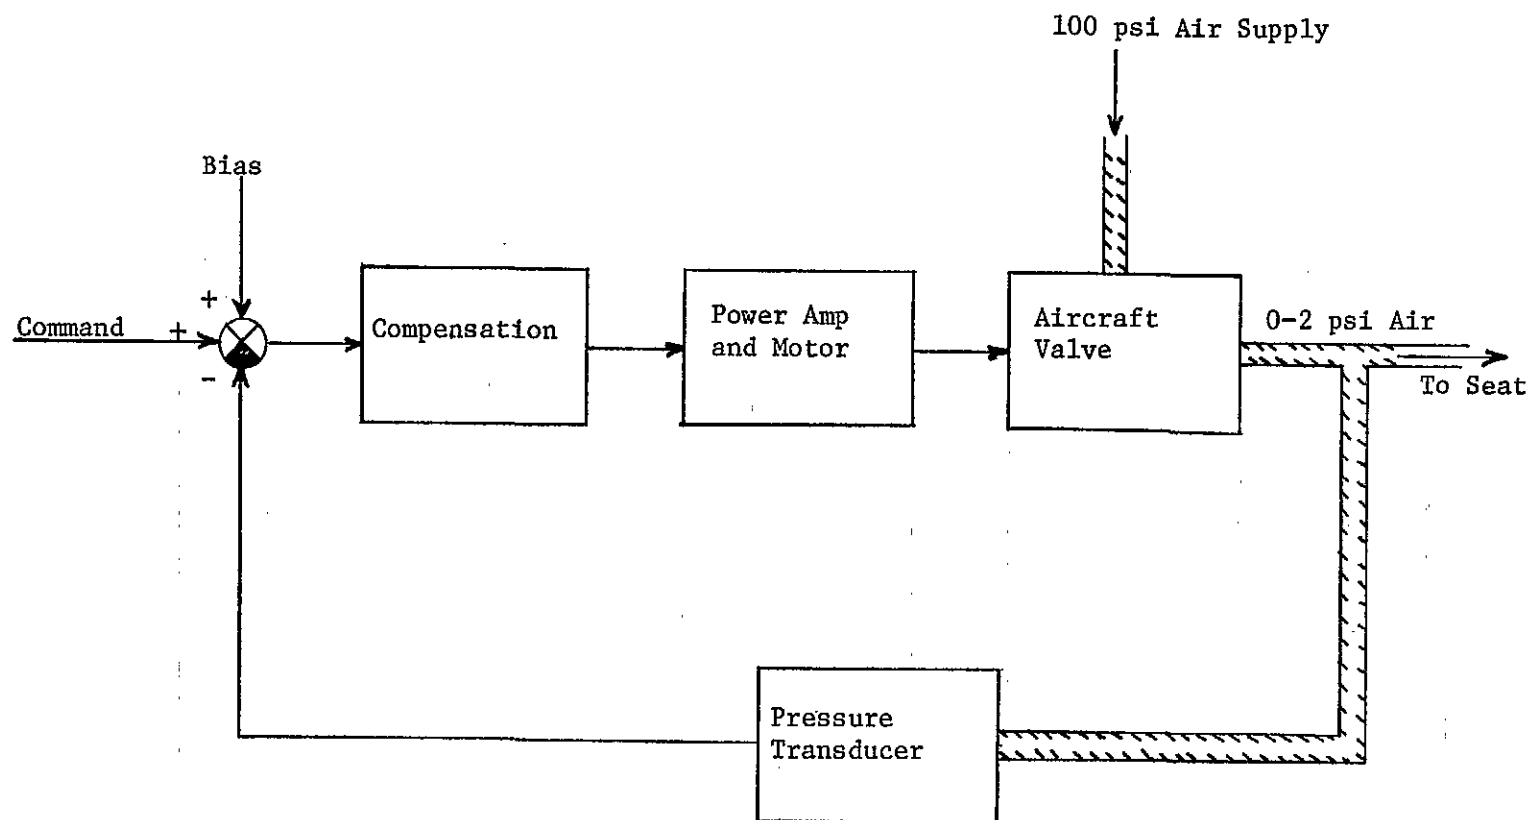 100 psi Air Supply
Bias
+
Command +
-
Compensation
Power Amp
and Motor
Aircraft
Valve
0-2 psi Air
To Seat
Pressure
Transducer